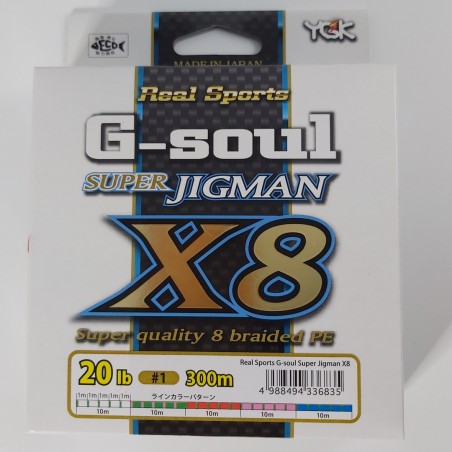 ECO
YGK
MADE IN JAPAN
Real Sports
G-soul
SUPER JIGMAN
X8
Super quality 8 braided PE
Real Sports G-soul Super Jigman X8
20lb #1 300m
4 988494 336835
1m 1m 1m 1m 1m ラインカラーパターン
10m 10m 10m 10m 10m